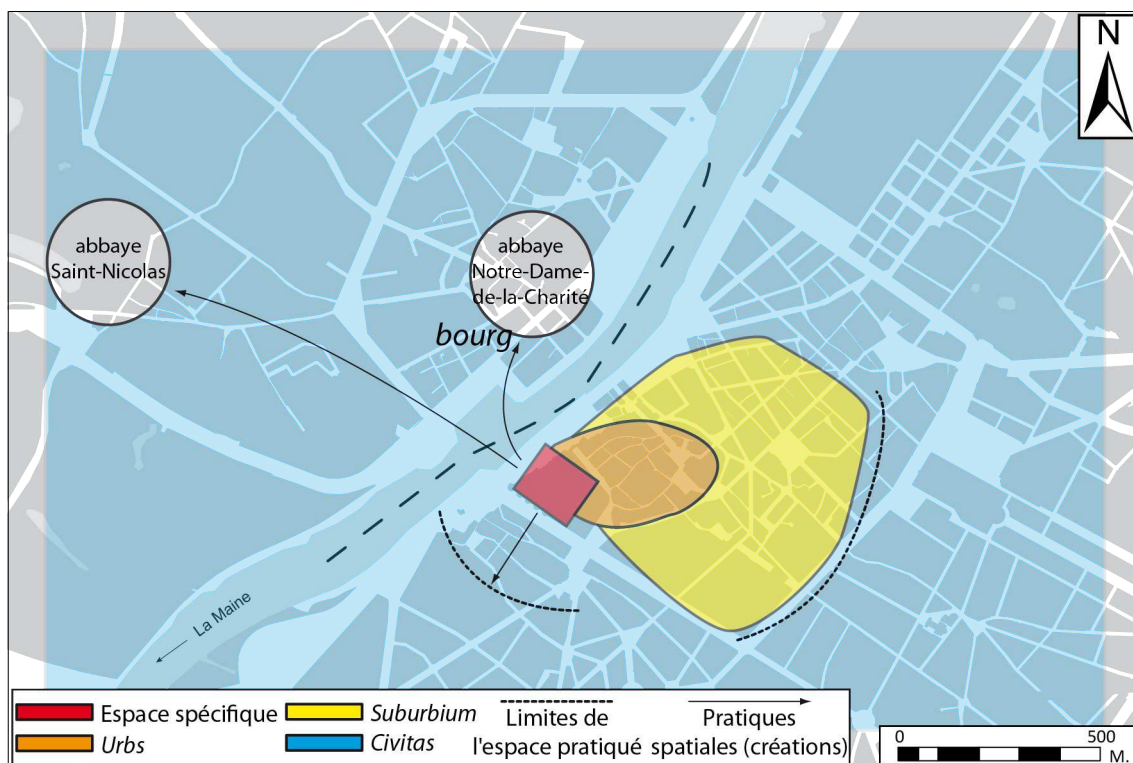 N
abbaye
Saint-Nicolas
abbaye
Notre-Dame-
de-la-Charité
bourg
La Maine
Espace spécifique
Urbs
Suburbium
Civitas
Limites de
l'espace pratiqué
Pratiques
spatiales (créations)
0 500
M.